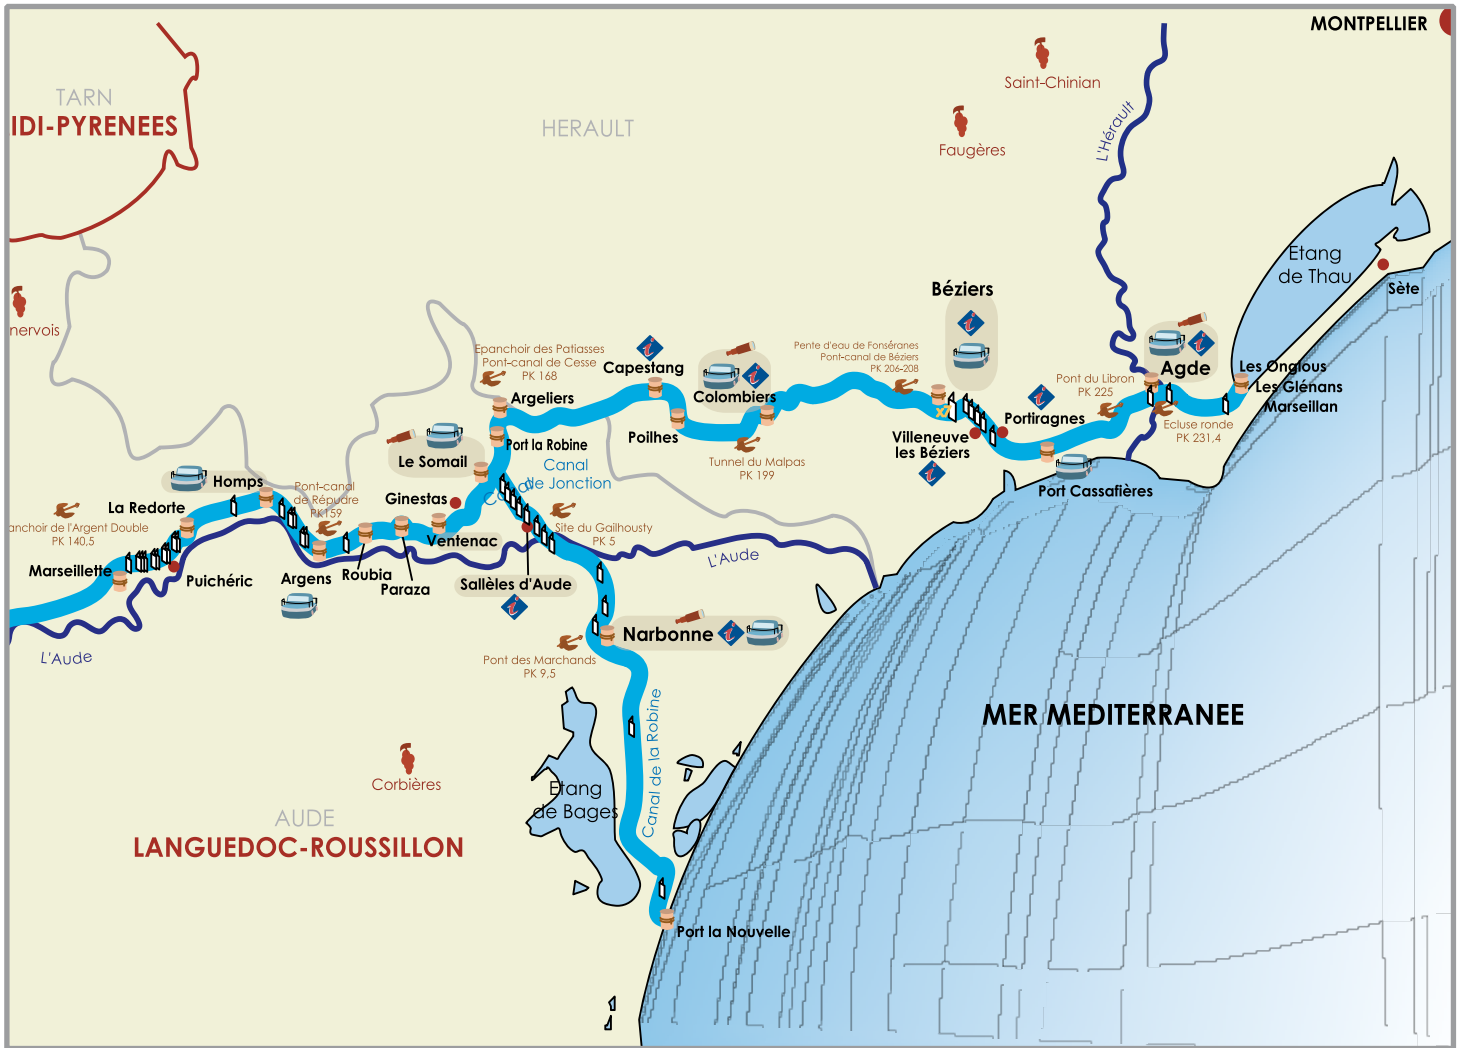 MONTPELLIER
Saint-Chinian
TARN
IDI-PYRENEES
HERAULT
L'Hérault
Faugères
Etang
de Thau
Sète
Béziers
nervois
Epanchoir des Patiasses
Pont-canal de Cesse
PK 168
Capestang
Pente d'eau de Fonséranes
Pont-canal de Béziers
PK 206-208
Colombiers
Argeliers
Pont du Libron
PK 225
Agde
Les Onglous
Les Glénans
Marseillan
Portiragnes
Ecluse ronde
PK 231,4
Poilhes
Villeneuve
les Béziers
Port la Robine
Le Somail
Canal
de Jonction
Canal
Tunnel du Malpas
PK 199
Port Cassafières
Homps
Pont-canal
de Répudre
PK159
Ginestas
La Redorte
anchoir de l'Argent Double
PK 140,5
Site du Gailhousty
PK 5
Ventenac
L'Aude
Marseillette
Puichéric
Argens
Roubia
Paraza
Sallèles d'Aude
Narbonne
L'Aude
Pont des Marchands
PK 9,5
Canal de la Robine
MER MEDITERRANEE
Corbières
Etang
de Bages
AUDE
LANGUEDOC-ROUSSILLON
Port la Nouvelle